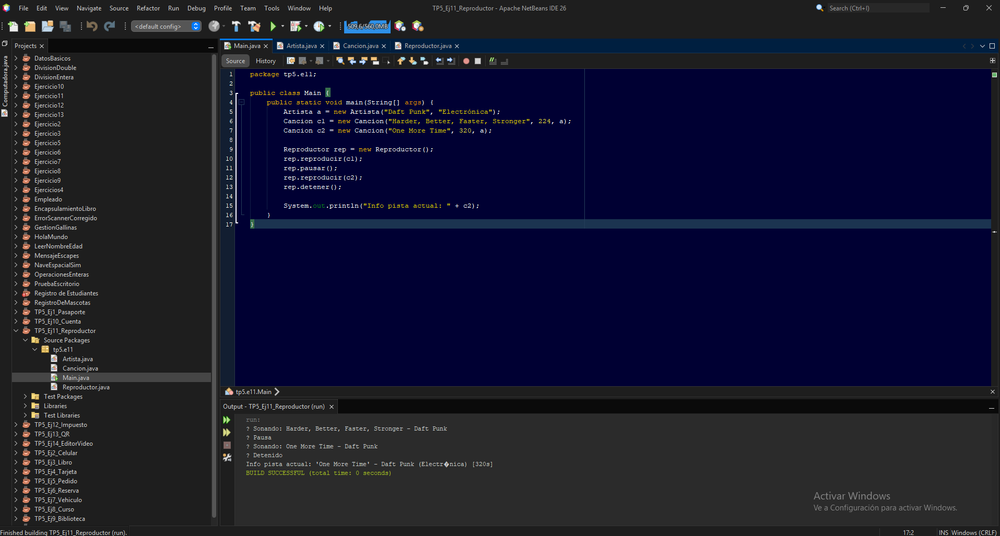 File Edit View Navigate Source Refactor Run Debug Profile Team Tools Window Help
TP5_Ej11_Reproductor - Apache NetBeans IDE 26
Search (Ctrl+I)
<default config>
509,6/560,0MB
Computadora.java
Projects
DatosBasicos
DivisionDouble
DivisionEntera
Ejercicio10
Ejercicio11
Ejercicio12
Ejercicio13
Ejercicio2
Ejercicio3
Ejercicio5
Ejercicio6
Ejercicio7
Ejercicio8
Ejercicio9
Ejercicios4
Empleado
EncapsulamientoLibro
ErrorScannerCorregido
GestionGallinas
HolaMundo
LeerNombreEdad
MensajeEscapes
NaveEspacialSim
OperacionesEnteras
PruebaEscritorio
Registro de Estudiantes
RegistroDeMascotas
TP5_Ej1_Pasaporte
TP5_Ej10_Cuenta
TP5_Ej11_Reproductor
Source Packages
tp5.e11
Artista.java
Cancion.java
Main.java
Reproductor.java
Test Packages
Libraries
Test Libraries
TP5_Ej12_Impuesto
TP5_Ej13_QR
TP5_Ej14_EditorVideo
TP5_Ej2_Celular
TP5_Ej3_Libro
TP5_Ej4_Tarjeta
TP5_Ej5_Pedido
TP5_Ej6_Reserva
TP5_Ej7_Vehiculo
TP5_Ej8_Curso
TP5_Ej9_Biblioteca
Main.java Artista.java Cancion.java Reproductor.java
Source History
1 package tp5.e11;
2
3 public class Main {
4 public static void main(String[] args) {
5 Artista a = new Artista("Daft Punk", "Electrónica");
6 Cancion c1 = new Cancion("Harder, Better, Faster, Stronger", 224, a);
7 Cancion c2 = new Cancion("One More Time", 320, a);
8
9 Reproductor rep = new Reproductor();
10 rep.reproducir(c1);
11 rep.pausar();
12 rep.reproducir(c2);
13 rep.detener();
14
15 System.out.println("Info pista actual: " + c2);
16 }
17 }
tp5.e11.Main
Output - TP5_Ej11_Reproductor (run)
run:
? Sonando: Harder, Better, Faster, Stronger - Daft Punk
? Pausa
? Sonando: One More Time - Daft Punk
? Detenido
Info pista actual: 'One More Time' - Daft Punk (Electr�nica) [320s]
BUILD SUCCESSFUL (total time: 0 seconds)
Activar Windows
Ve a Configuración para activar Windows.
Finished building TP5_Ej11_Reproductor (run).
17:2 INS Windows (CRLF)